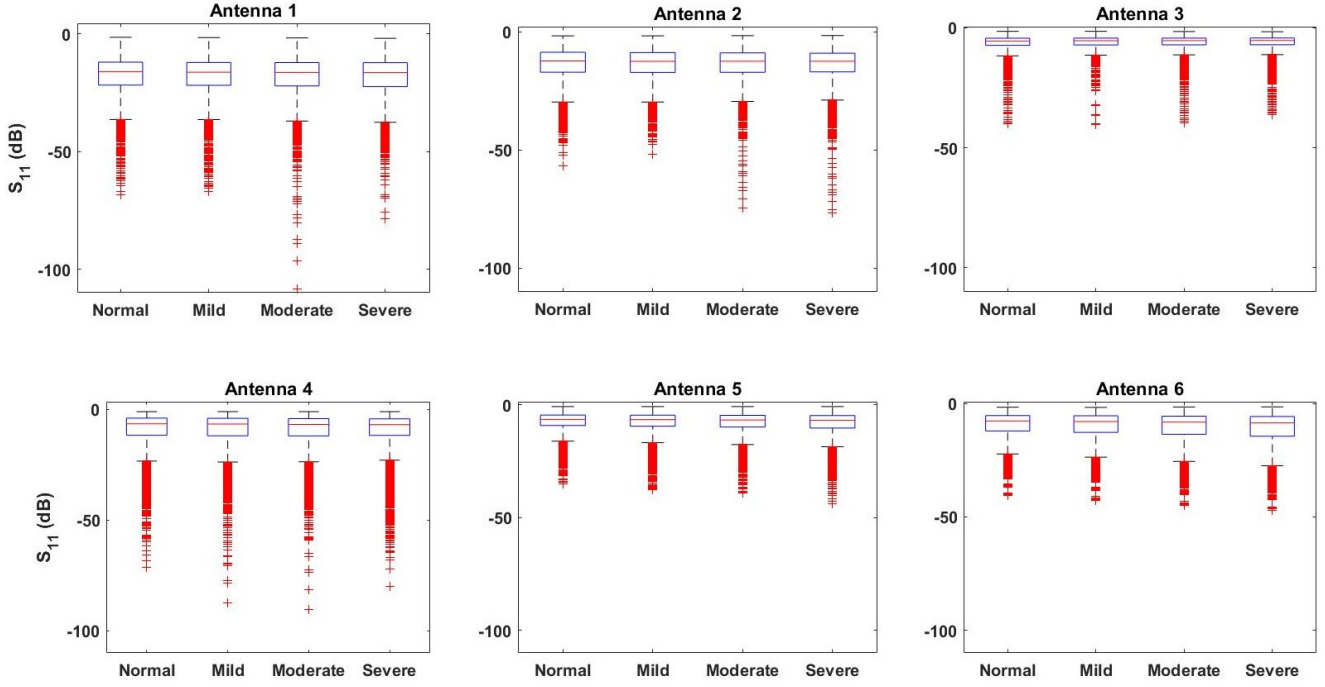 Antenna 1
Antenna 2
Antenna 3
0
-50
-100
S11 (dB)
Normal Mild Moderate Severe
0
-50
-100
Normal Mild Moderate Severe
0
-50
-100
Normal Mild Moderate Severe
Antenna 4
Antenna 5
Antenna 6
0
-50
-100
S11 (dB)
Normal Mild Moderate Severe
0
-50
-100
Normal Mild Moderate Severe
0
-50
-100
Normal Mild Moderate Severe